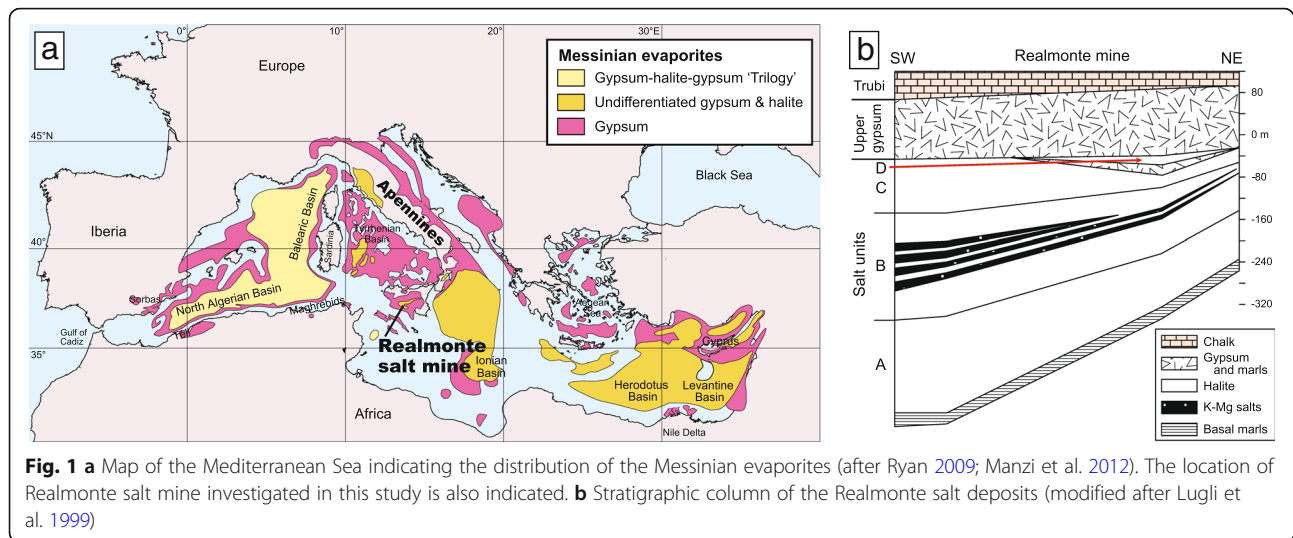 a
0°
10°
20°
30°
Europe
Messinian evaporites
Gypsum-halite-gypsum 'Trilogy'
Undifferentiated gypsum & halite
Gypsum
45°N
Black Sea
Iberia
Balearic Basin
Sardinia
Tyrrhenian
Basin
Apennines
40°
Sorbas
North Algerian Basin
Maghrebids
Tell
Gulf of
Cadiz
Aegean
Sea
35°
Realmonte
salt mine
Ionian
Basin
Cyprus
Herodotus
Basin
Levantine
Basin
Africa
Nile Delta
b
SW
Realmonte mine
NE
Trubi
80
Upper
gypsum
0 m
D
C
-80
-160
Salt units
B
-240
-320
A
Chalk
Gypsum
and marls
Halite
K-Mg salts
Basal marls
Fig. 1 a Map of the Mediterranean Sea indicating the distribution of the Messinian evaporites (after Ryan 2009; Manzi et al. 2012). The location of
Realmonte salt mine investigated in this study is also indicated. b Stratigraphic column of the Realmonte salt deposits (modified after Lugli et
al. 1999)